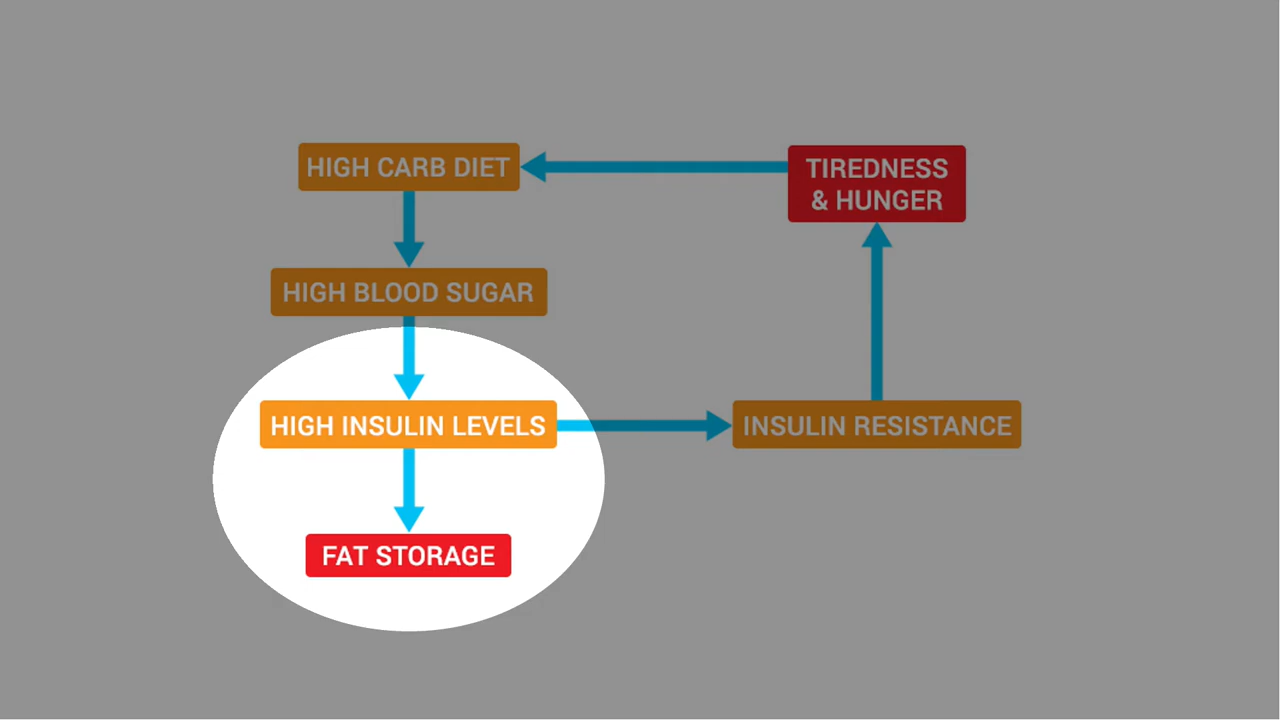 HIGH CARB DIET
TIREDNESS
& HUNGER
HIGH BLOOD SUGAR
HIGH INSULIN LEVELS
INSULIN RESISTANCE
FAT STORAGE